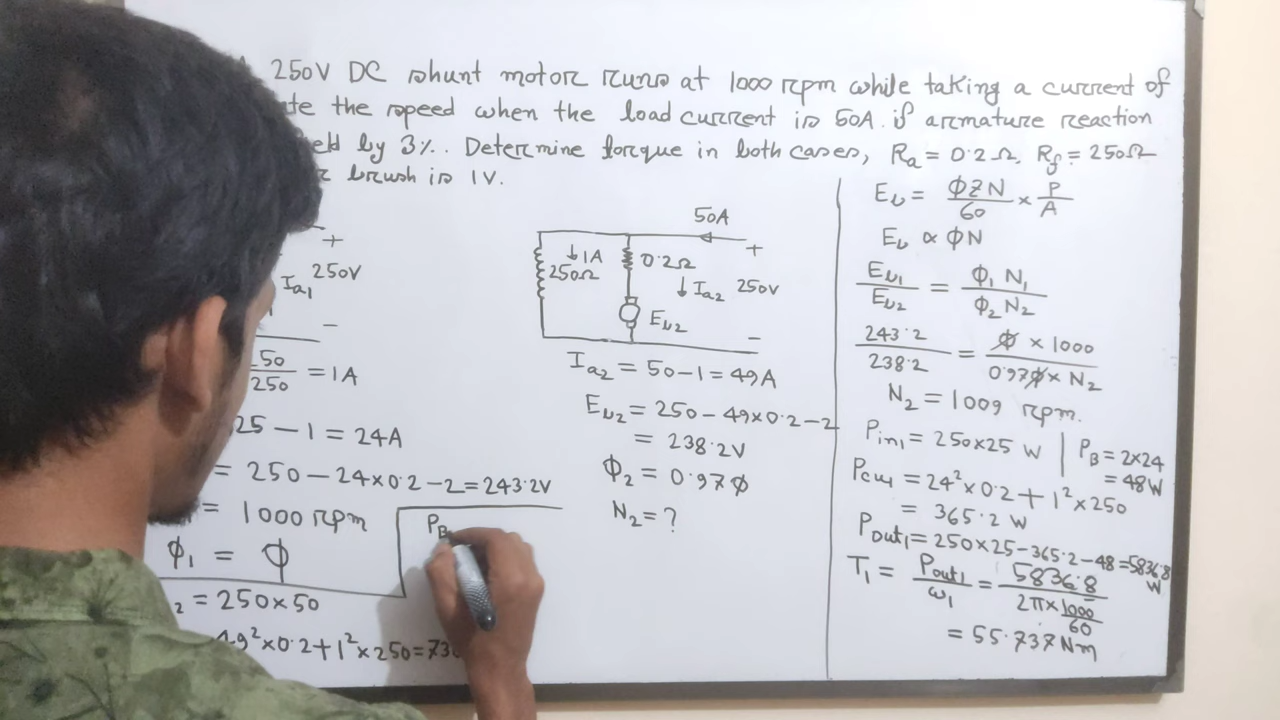 250V DC shunt motor runs at 1000 rpm while taking a current of
the speed when the load current is 50A. if armature reaction
by 3%. Determine torque in both cases, Ra = 0.2Ω, Rf = 250Ω
brush is 1V.
+
250V
Ia1
−
50/250 = 1A
25 − 1 = 24A
= 250 − 24×0.2 − 2 = 243.2V
= 1000 rpm
ϕ1 = ϕ
2 = 250×50
49²×0.2 + 1²×250 = 73
PB
50A
+
↓1A
250Ω
0.2Ω
↓Ia2 250V
Eb2
−
Ia2 = 50−1 = 49A
Eb2 = 250 − 49×0.2 − 2
= 238.2V
ϕ2 = 0.97ϕ
N2 = ?
Eb = ϕZN/60 × P/A
Eb ∝ ϕN
Eb1/Eb2 = ϕ1 N1/ϕ2 N2
243.2/238.2 = ϕ × 1000/0.97ϕ × N2
N2 = 1009 rpm.
Pin1 = 250×25 W
PB = 2×24
= 48W
Pcu1 = 24²×0.2 + 1²×250
= 365.2 W
Pout1 = 250×25 − 365.2 − 48 = 5836.8
W
T1 = Pout1/ω1 = 5836.8/2π×1000/60
= 55.737 Nm